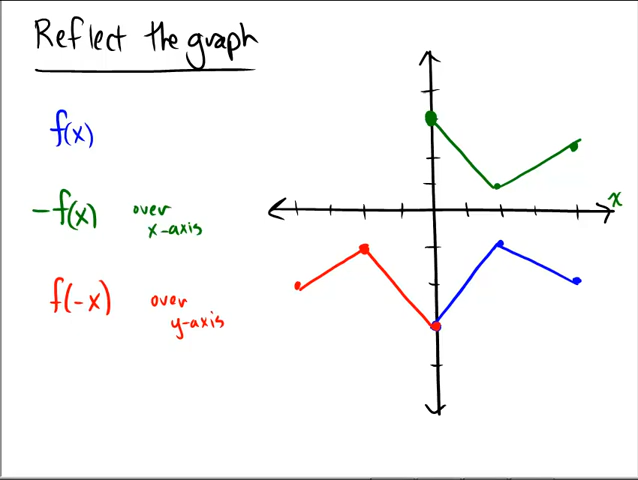 Reflect the graph
f(x)
-f(x) over
x-axis
f(-x) over
y-axis
x